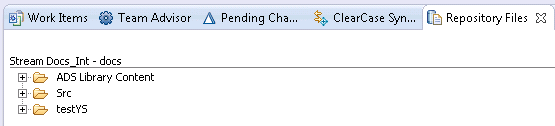 Work Items Team Advisor Pending Cha... ClearCase Syn... Repository Files
Stream Docs_Int - docs
ADS Library Content
Src
testYS